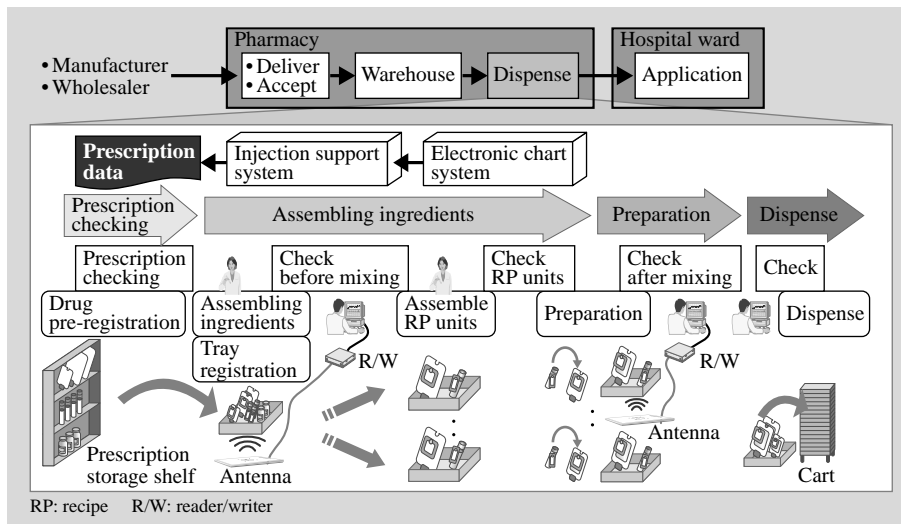 Pharmacy
Hospital ward
• Manufacturer
• Wholesaler
• Deliver
• Accept
Warehouse
Dispense
Application
Prescription
data
Injection support
system
Electronic chart
system
Prescription
checking
Assembling ingredients
Preparation
Dispense
Prescription
checking
Check
before mixing
Check
RP units
Check
after mixing
Check
Drug
pre-registration
Assembling
ingredients
Assemble
RP units
Preparation
Dispense
Tray
registration
R/W
R/W
Prescription
storage shelf
Antenna
Antenna
Cart
RP: recipe R/W: reader/writer